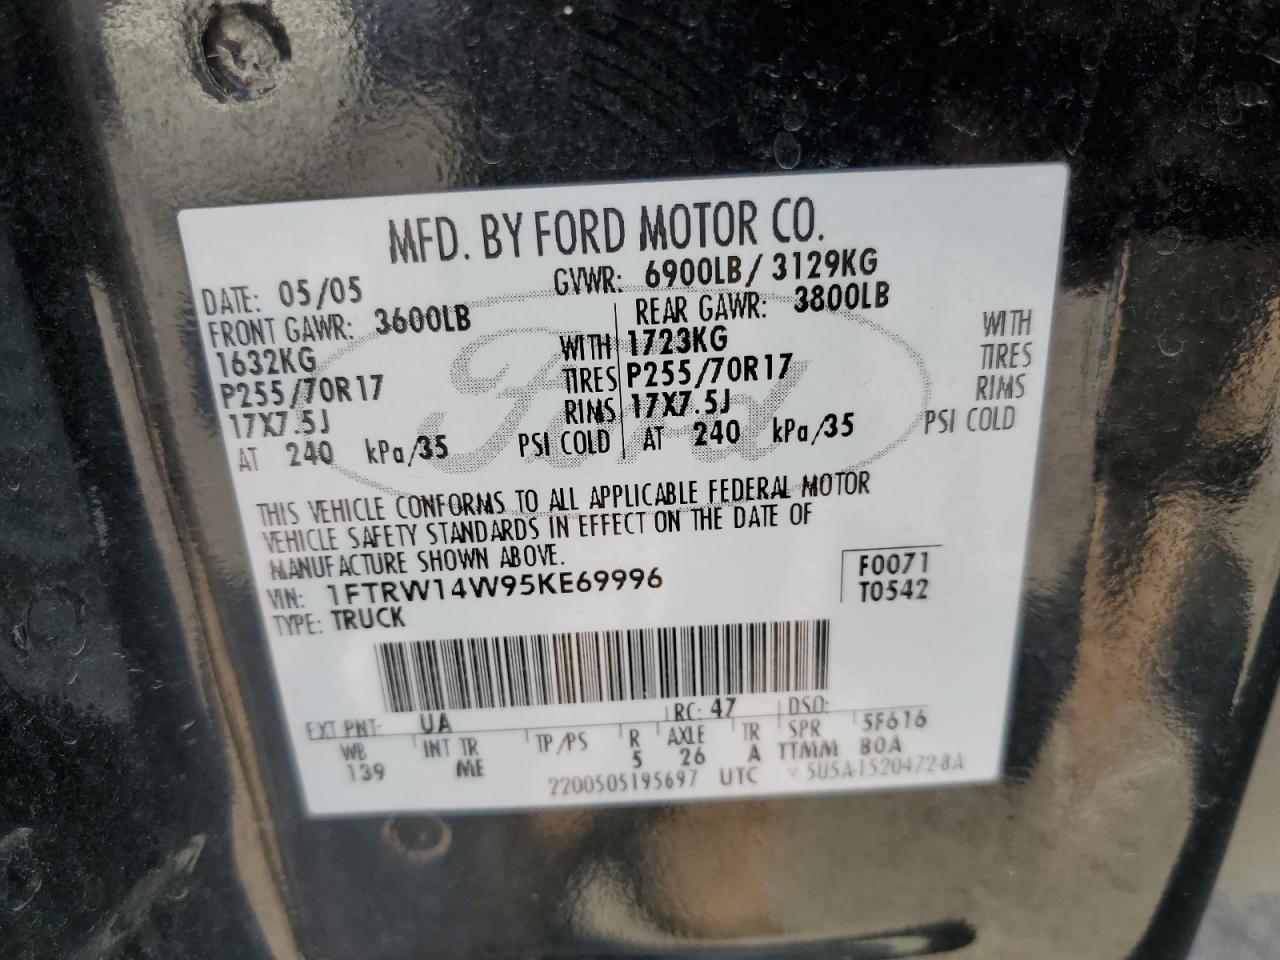 MFD. BY FORD MOTOR CO.
DATE: 05/05 GVWR: 6900LB / 3129KG
FRONT GAWR: 3600LB REAR GAWR: 3800LB
1632KG WITH 1723KG WITH
P255/70R17 TIRES P255/70R17 TIRES
17X7.5J RIMS 17X7.5J RIMS
AT 240 kPa/35 PSI COLD AT 240 kPa/35 PSI COLD
Ford
THIS VEHICLE CONFORMS TO ALL APPLICABLE FEDERAL MOTOR
VEHICLE SAFETY STANDARDS IN EFFECT ON THE DATE OF
MANUFACTURE SHOWN ABOVE.
VIN: 1FTRW14W95KE69996 F0071
TYPE: TRUCK T0542
EXT PNT: UA RC: 47 DSO:
WB INT TR TP/PS R AXLE TR SPR 5F616
139 ME 5 26 A TTMM 80A
2200505195697 UTC 5U5A-1520472-BA